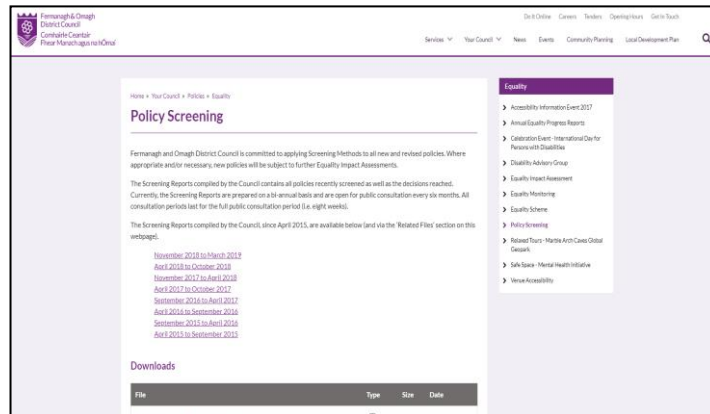 Fermanagh & Omagh
District Council
Comhairle Ceantair
Fhear Manach agus na hÓmaí
Do It Online Careers Tenders Opening Hours Get In Touch
Services Your Council News Events Community Planning Local Development Plan
Home » Your Council » Policies » Equality
Policy Screening
Fermanagh and Omagh District Council is committed to applying Screening Methods to all new and revised policies. Where
appropriate and/or necessary, new policies will be subject to further Equality Impact Assessments.
The Screening Reports compiled by the Council contains all policies recently screened as well as the decisions reached.
Currently, the Screening Reports are prepared on a bi-annual basis and are open for public consultation every six months. All
consultation periods last for the full public consultation period (i.e. eight weeks).
The Screening Reports compiled by the Council, since April 2015, are available below (and via the 'Related Files' section on this
webpage).
November 2018 to March 2019
April 2018 to October 2018
November 2017 to April 2018
April 2017 to October 2017
September 2016 to April 2017
April 2016 to September 2016
September 2015 to April 2016
April 2015 to September 2015
Downloads
File Type Size Date
Equality
Accessibility Information Event 2017
Annual Equality Progress Reports
Celebration Event - International Day for
Persons with Disabilities
Disability Advisory Group
Equality Impact Assessment
Equality Monitoring
Equality Scheme
Policy Screening
Relaxed Tours - Marble Arch Caves Global
Geopark
Safe Space - Mental Health Initiative
Venue Accessibility